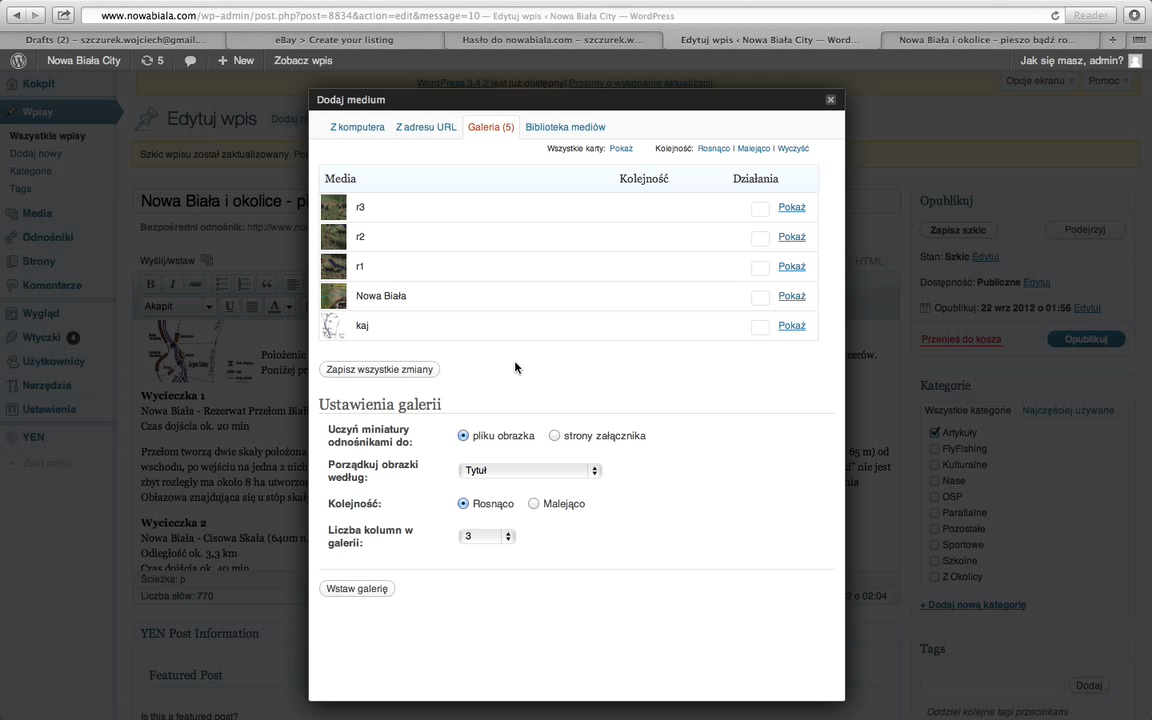 www.nowabiala.com/wp-admin/post.php?post=8834&action=edit&message=10 — Edytuj wpis ‹ Nowa Biała City — WordPress
Reader
Drafts (2) – szczurek.wojciech@gmail....
eBay > Create your listing
Hasło do nowabiala.com – szczurek.w...
Edytuj wpis ‹ Nowa Biała City — Word...
Nowa Biała i okolice - pieszo bądź ro...
Nowa Biała City
5
+ New
Zobacz wpis
Jak się masz, admin?
Kokpit
Wpisy
Wszystkie wpisy
Dodaj nowy
Kategorie
Tags
Media
Odnośniki
Strony
Komentarze
Wygląd
Wtyczki 4
Użytkownicy
Narzędzia
Ustawienia
YEN
Zwiń menu
WordPress 3.4.2 jest już dostępny! Prosimy o wykonanie aktualizacji.
Opcje ekranu
Pomoc
Edytuj wpis
Szkic wpisu został zaktualizowany.
Nowa Biała i okolice -
Bezpośredni odnośnik: http://www.no
Wyślij/wstaw
HTML
B I ABC
Akapit
U A
Położenie
Poniżej
Wycieczka 1
Nowa Biała - Rezerwat Przełom Biał
Czas dojścia ok. 20 min
Przełom tworzą dwie skały położona
65 m) od
wschodu, po wejściu na jedna z nich
nie jest
zbyt rozległy ma około 8 ha utworzo
Obłazowa znajdująca się u stóp skał
Wycieczka 2
Nowa Biała - Cisowa Skała (640m n.
Odległość ok. 3,3 km
Czas dojścia ok. 40 min
Ścieżka: p
Liczba słów: 770
2 o 02:04
YEN Post Information
Featured Post
Is this a featured post?
Dodaj medium
Z komputera
Z adresu URL
Galeria (5)
Biblioteka mediów
Wszystkie karty: Pokaż
Kolejność: Rosnąco | Malejąco | Wyczyść
Media
Kolejność
Działania
r3
Pokaż
r2
Pokaż
r1
Pokaż
Nowa Biała
Pokaż
kaj
Pokaż
Zapisz wszystkie zmiany
Ustawienia galerii
Uczyń miniatury
odnośnikami do:
pliku obrazka
strony załącznika
Porządkuj obrazki
według:
Tytuł
Kolejność:
Rosnąco
Malejąco
Liczba kolumn w
galerii:
3
Wstaw galerię
Opublikuj
Zapisz szkic
Podejrzyj
Stan: Szkic Edytuj
Dostępność: Publiczne Edytuj
Opublikuj: 22 wrz 2012 o 01:56 Edytuj
Przenieś do kosza
Opublikuj
Kategorie
Wszystkie kategorie
Najczęściej używane
Artykuły
FlyFishing
Kulturalne
Nase
OSP
Parafialne
Pozostałe
Sportowe
Szkolne
Z Okolicy
+ Dodaj nową kategorię
Tags
Dodaj
Oddziel kolejne tagi przecinkami